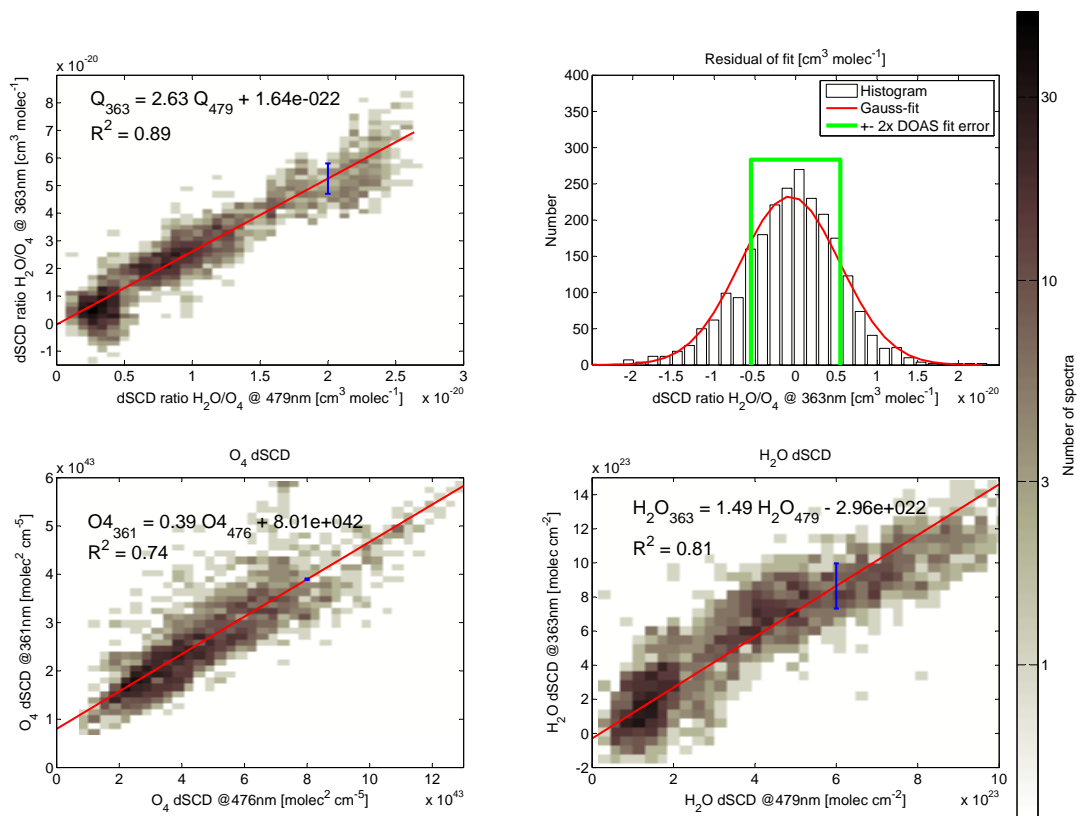 x 10^-20
Q_363 = 2.63 Q_479 + 1.64e-022
R^2 = 0.89
dSCD ratio H_2O/O_4 @ 363nm [cm^3 molec^-1]
8
7
6
5
4
3
2
1
0
-1
0 0.5 1 1.5 2 2.5 3
dSCD ratio H_2O/O_4 @ 479nm [cm^3 molec^-1]
x 10^-20
Residual of fit [cm^3 molec^-1]
Histogram
Gauss-fit
+- 2x DOAS fit error
Number
400
350
300
250
200
150
100
50
0
-2 -1.5 -1 -0.5 0 0.5 1 1.5 2
dSCD ratio H_2O/O_4 @ 363nm [cm^3 molec^-1]
x 10^-20
O_4 dSCD
x 10^43
O4_361 = 0.39 O4_476 + 8.01e+042
R^2 = 0.74
O_4 dSCD @361nm [molec^2 cm^-5]
6
5
4
3
2
1
0
0 2 4 6 8 10 12
O_4 dSCD @476nm [molec^2 cm^-5]
x 10^43
H_2O dSCD
x 10^23
H_2O_363 = 1.49 H_2O_479 - 2.96e+022
R^2 = 0.81
H_2O dSCD @363nm [molec cm^-2]
14
12
10
8
6
4
2
0
-2
0 2 4 6 8 10
H_2O dSCD @479nm [molec cm^-2]
x 10^23
30
10
3
1
Number of spectra